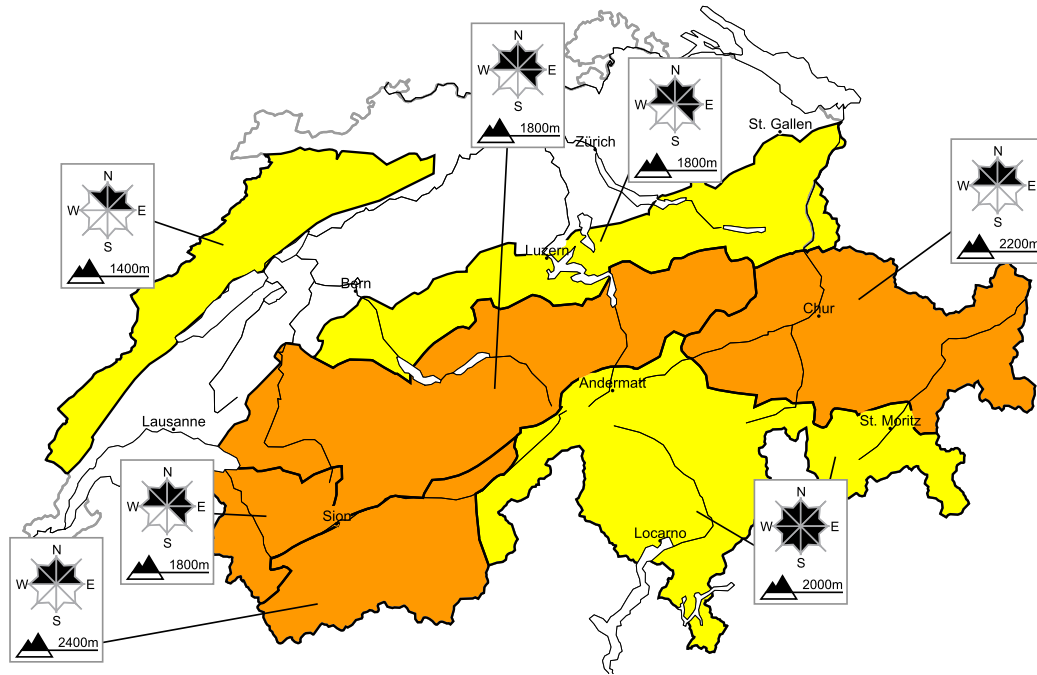 N
W
E
S
1800m
N
W
E
S
1800m
Zürich
St. Gallen
N
W
E
S
2200m
N
W
E
S
1400m
Luzern
Bern
Chur
Andermatt
St. Moritz
Lausanne
N
W
E
S
1800m
Sion
Locarno
N
W
E
S
2000m
N
W
E
S
2400m